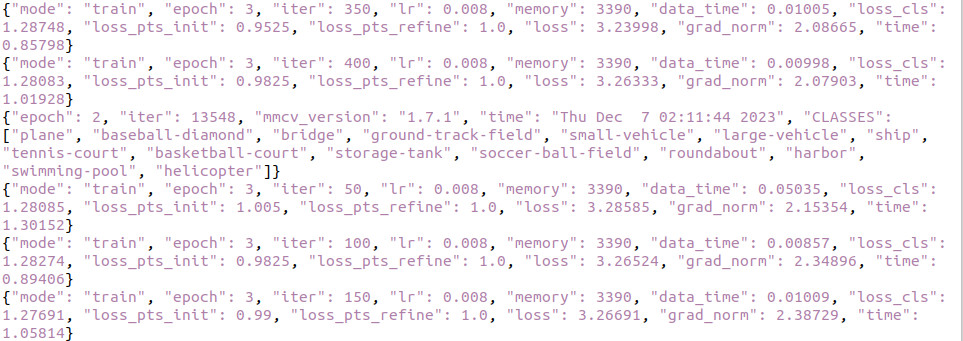 {"mode": "train", "epoch": 3, "iter": 350, "lr": 0.008, "memory": 3390, "data_time": 0.01005, "loss_cls":
1.28748, "loss_pts_init": 0.9525, "loss_pts_refine": 1.0, "loss": 3.23998, "grad_norm": 2.08665, "time":
0.85798}
{"mode": "train", "epoch": 3, "iter": 400, "lr": 0.008, "memory": 3390, "data_time": 0.00998, "loss_cls":
1.28083, "loss_pts_init": 0.9825, "loss_pts_refine": 1.0, "loss": 3.26333, "grad_norm": 2.07903, "time":
1.01928}
{"epoch": 2, "iter": 13548, "mmcv_version": "1.7.1", "time": "Thu Dec  7 02:11:44 2023", "CLASSES":
["plane", "baseball-diamond", "bridge", "ground-track-field", "small-vehicle", "large-vehicle", "ship",
"tennis-court", "basketball-court", "storage-tank", "soccer-ball-field", "roundabout", "harbor",
"swimming-pool", "helicopter"]}
{"mode": "train", "epoch": 3, "iter": 50, "lr": 0.008, "memory": 3390, "data_time": 0.05035, "loss_cls":
1.28085, "loss_pts_init": 1.005, "loss_pts_refine": 1.0, "loss": 3.28585, "grad_norm": 2.15354, "time":
1.30152}
{"mode": "train", "epoch": 3, "iter": 100, "lr": 0.008, "memory": 3390, "data_time": 0.00857, "loss_cls":
1.28274, "loss_pts_init": 0.9825, "loss_pts_refine": 1.0, "loss": 3.26524, "grad_norm": 2.34896, "time":
0.89406}
{"mode": "train", "epoch": 3, "iter": 150, "lr": 0.008, "memory": 3390, "data_time": 0.01009, "loss_cls":
1.27691, "loss_pts_init": 0.99, "loss_pts_refine": 1.0, "loss": 3.26691, "grad_norm": 2.38729, "time":
1.05814}